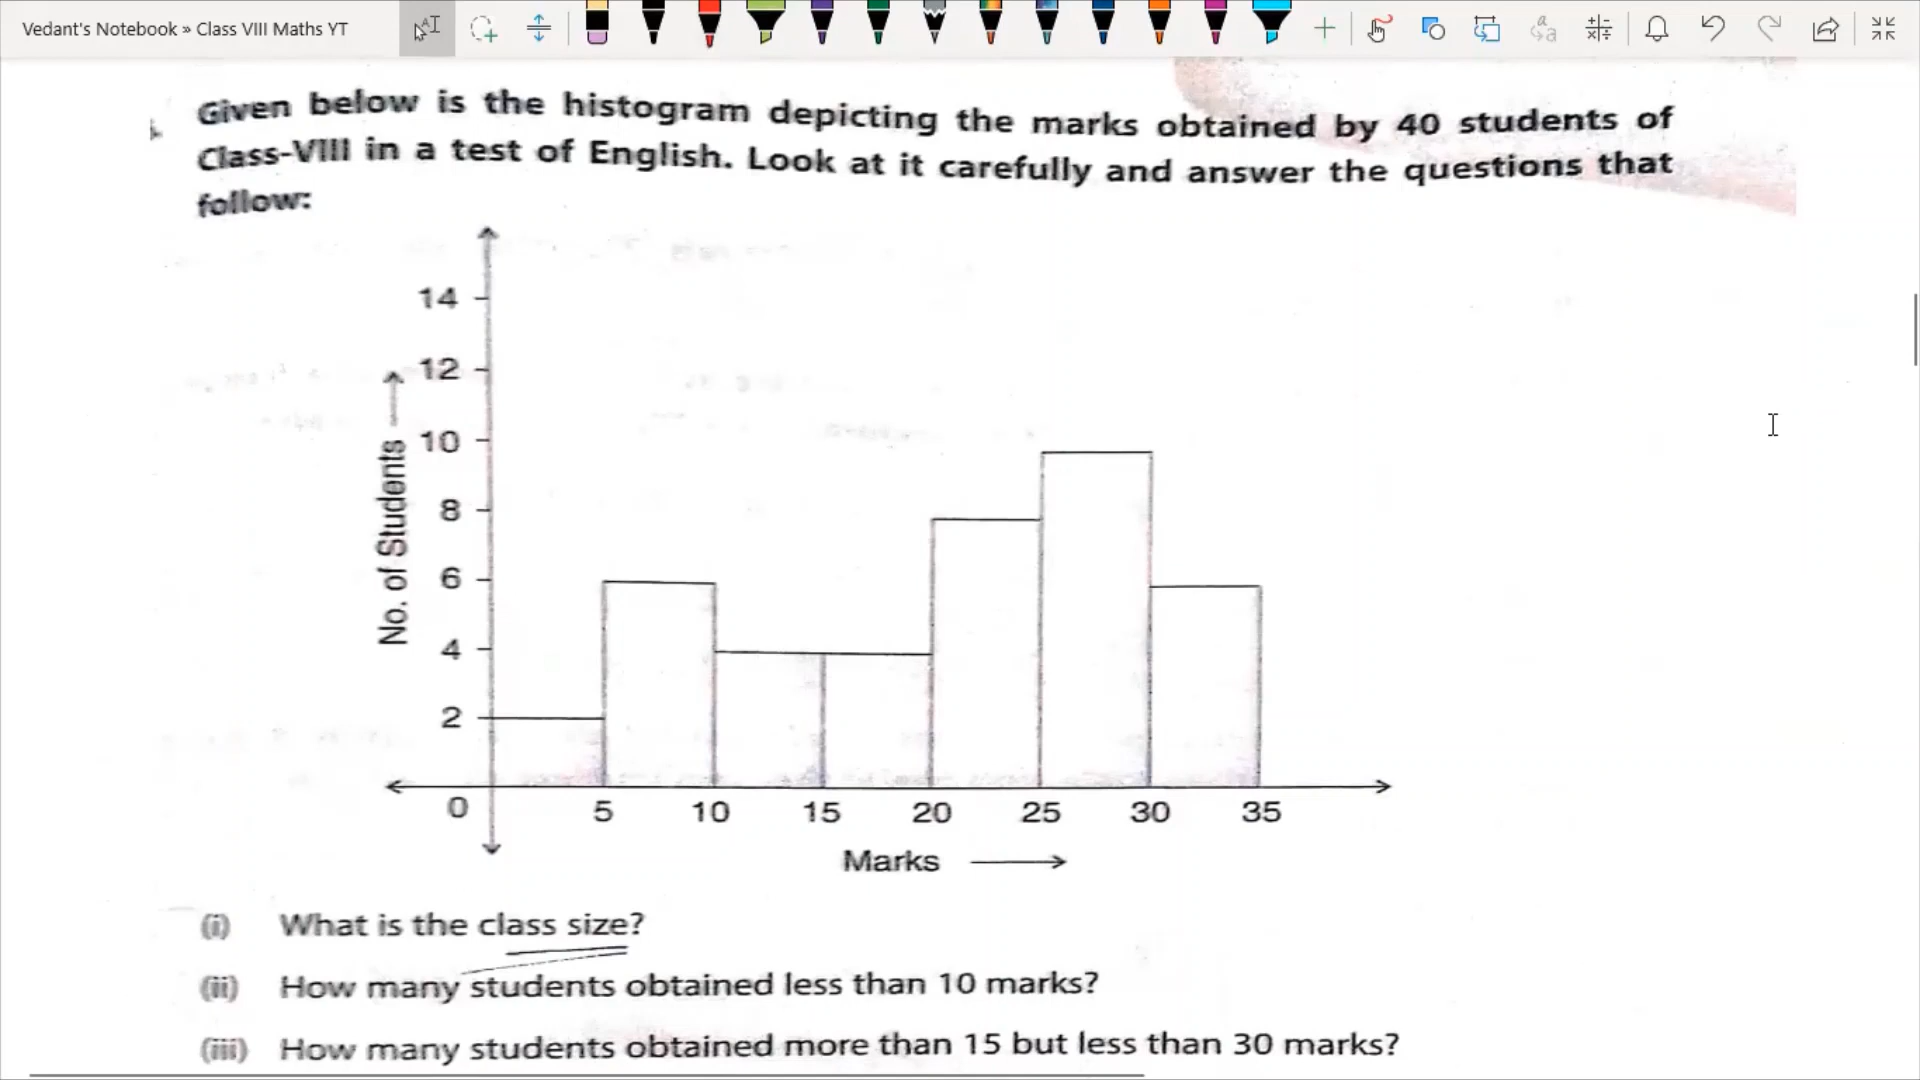 Vedant's Notebook » Class VIII Maths YT
Given below is the histogram depicting the marks obtained by 40 students of
Class-VIII in a test of English. Look at it carefully and answer the questions that
follow:
14
12
10
8
6
4
2
No. of Students
0 5 10 15 20 25 30 35
Marks
(i) What is the class size?
(ii) How many students obtained less than 10 marks?
(iii) How many students obtained more than 15 but less than 30 marks?